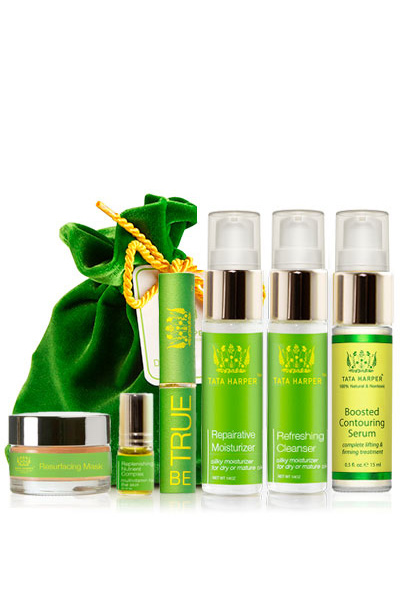 Resurfacing Mask
Replenishing
Nutrient
Complex
BE TRUE
TATA HARPER
Repairative
Moisturizer
silky moisturizer
for dry or mature
TATA HARPER
Refreshing
Cleanser
silky moisturizer
for dry or mature
TATA HARPER
100% Natural & Nontoxic
Boosted
Contouring
Serum
complete lifting &
firming treatment
0.5 fl. oz. 15 ml